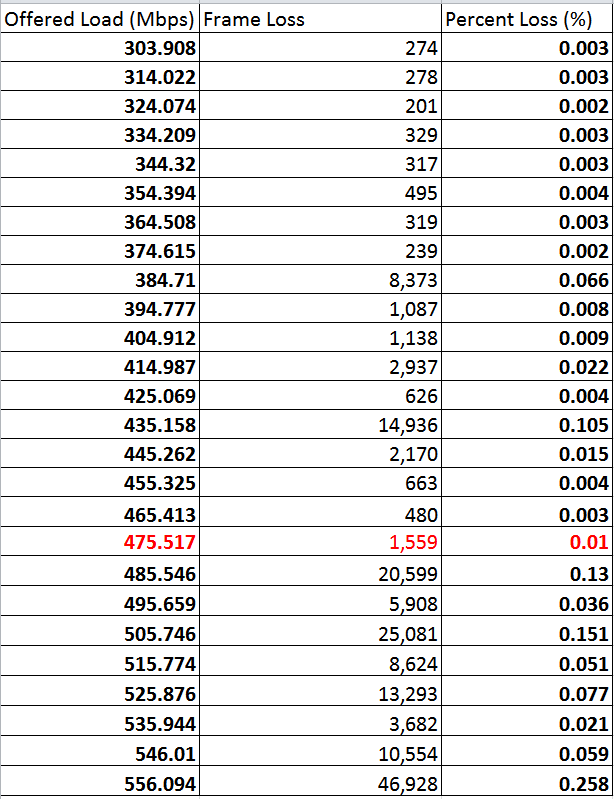 Offered Load (Mbps) Frame Loss Percent Loss (%)
303.908 274 0.003
314.022 278 0.003
324.074 201 0.002
334.209 329 0.003
344.32 317 0.003
354.394 495 0.004
364.508 319 0.003
374.615 239 0.002
384.71 8,373 0.066
394.777 1,087 0.008
404.912 1,138 0.009
414.987 2,937 0.022
425.069 626 0.004
435.158 14,936 0.105
445.262 2,170 0.015
455.325 663 0.004
465.413 480 0.003
475.517 1,559 0.01
485.546 20,599 0.13
495.659 5,908 0.036
505.746 25,081 0.151
515.774 8,624 0.051
525.876 13,293 0.077
535.944 3,682 0.021
546.01 10,554 0.059
556.094 46,928 0.258